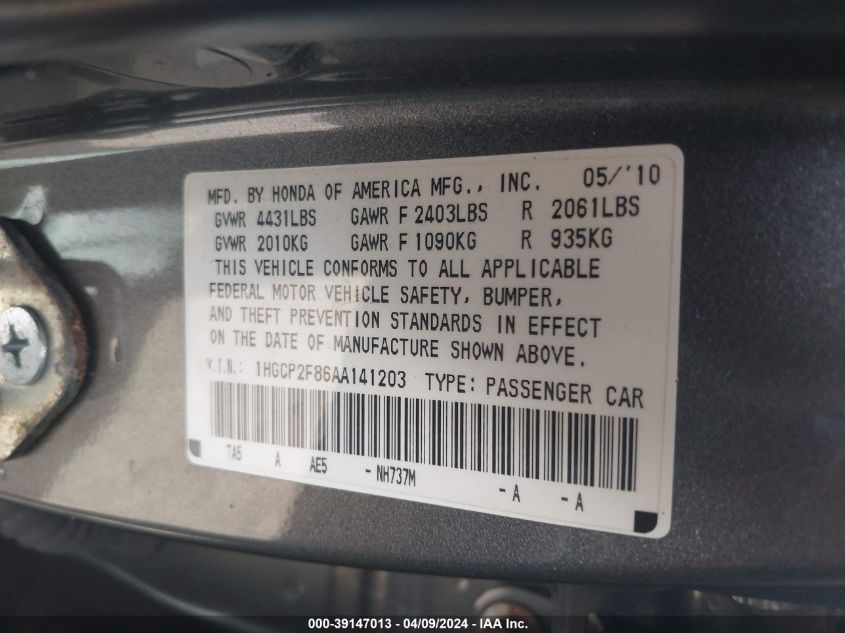 MFD. BY HONDA OF AMERICA MFG., INC. 05/'10
GVWR 4431LBS GAWR F 2403LBS R 2061LBS
GVWR 2010KG GAWR F 1090KG R 935KG
THIS VEHICLE CONFORMS TO ALL APPLICABLE
FEDERAL MOTOR VEHICLE SAFETY, BUMPER,
AND THEFT PREVENTION STANDARDS IN EFFECT
ON THE DATE OF MANUFACTURE SHOWN ABOVE.
V.I.N.: 1HGCP2F86AA141203 TYPE: PASSENGER CAR
TA5 A AE5 - NH737M - A - A
000-39147013 - 04/09/2024 - IAA Inc.